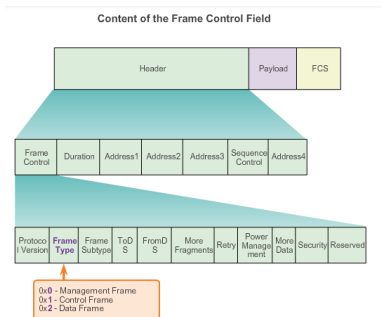 Content of the Frame Control Field
Header
Payload
FCS
Frame
Control
Duration
Address1
Address2
Address3
Sequence
Control
Address4
Protoco
l Version
Frame
Type
Frame
Subtype
ToD
S
FromD
S
More
Fragments
Retry
Power
Manage
ment
More
Data
Security
Reserved
0x0 - Management Frame
0x1 - Control Frame
0x2 - Data Frame